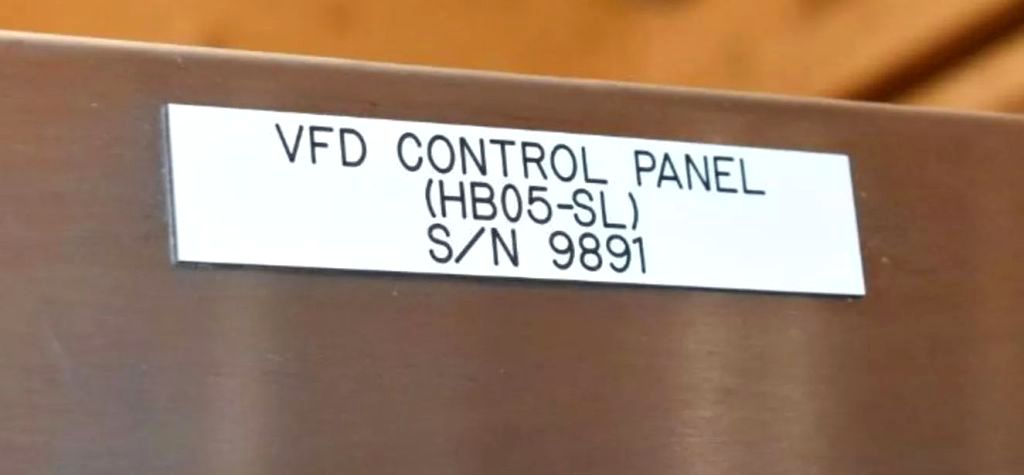 VFD CONTROL PANEL
(HB05-SL)
S/N 9891